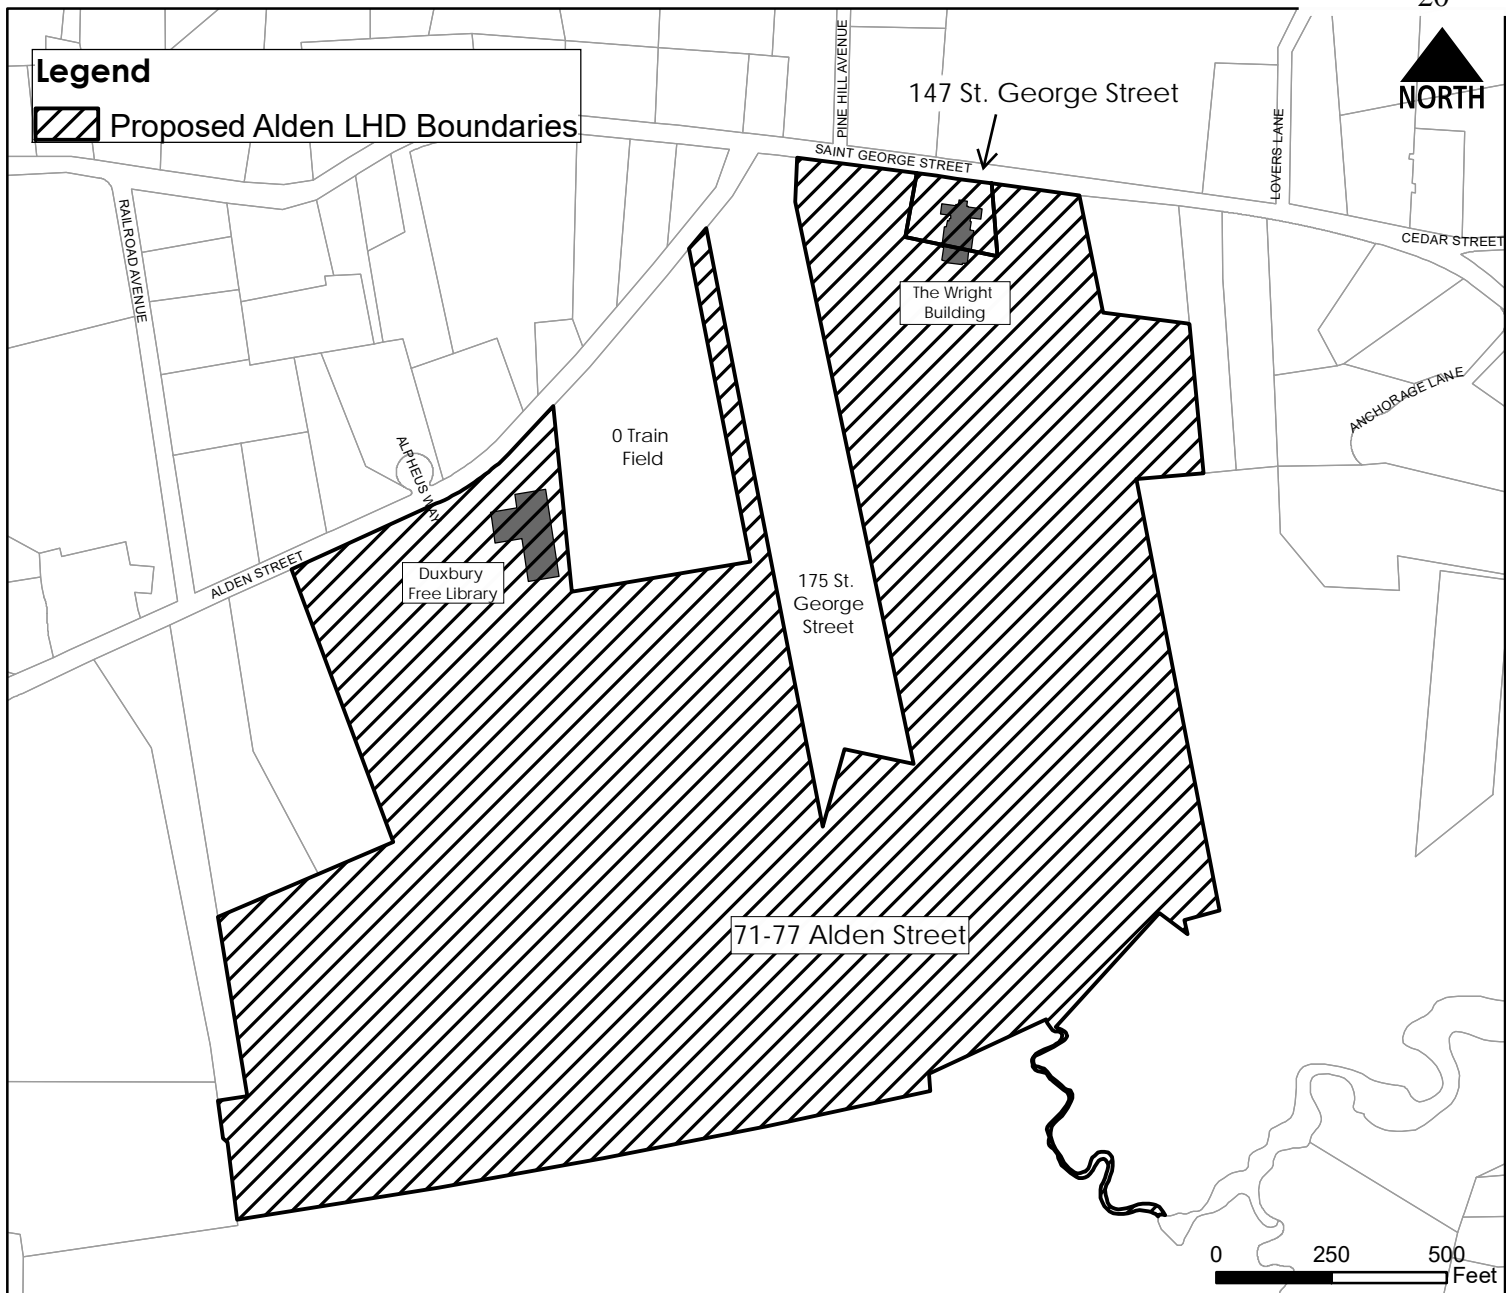 20
Legend
Proposed Alden LHD Boundaries
PINE HILL AVENUE
147 St. George Street
NORTH
SAINT GEORGE STREET
LOVERS LANE
RAILROAD AVENUE
CEDAR STREET
The Wright
Building
ANCHORAGE LANE
0 Train
Field
ALPHEUS WAY
ALDEN STREET
Duxbury
Free Library
175 St.
George
Street
71-77 Alden Street
0 250 500
Feet